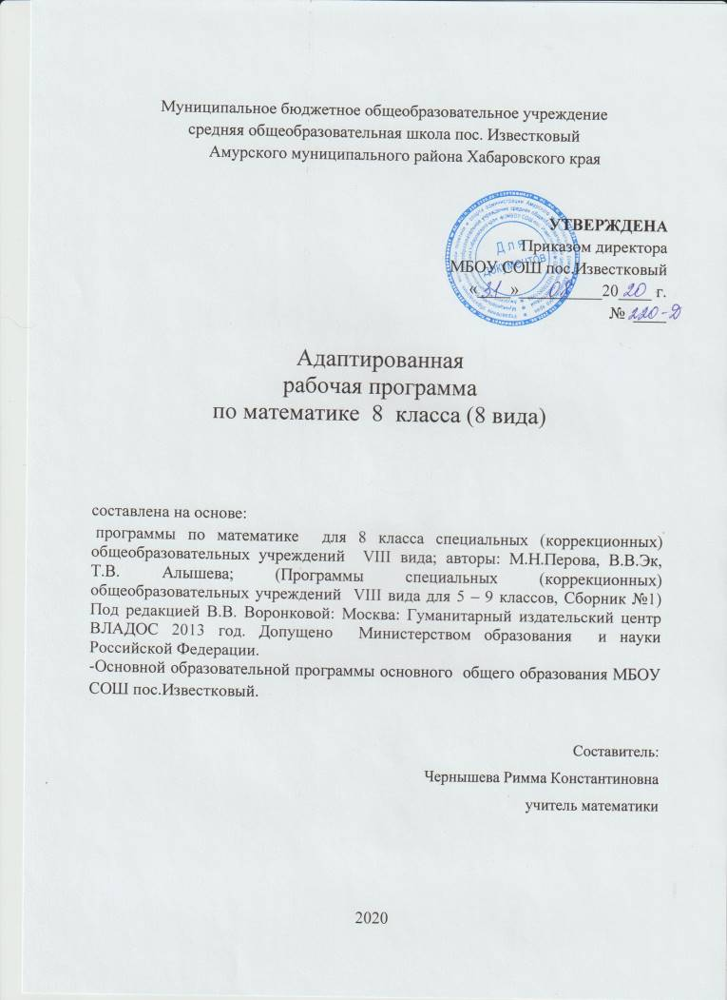 Муниципальное бюджетное общеобразовательное учреждение
средняя общеобразовательная школа пос. Известковый
Амурского муниципального района Хабаровского края
УТВЕРЖДЕНА
Приказом директора
МБОУ СОШ пос.Известковый
« 31 » 08 2020 г.
№ 220-Д
Для
документов
Адаптированная
рабочая программа
по математике 8 класса (8 вида)
составлена на основе:
программы по математике для 8 класса специальных (коррекционных)
общеобразовательных учреждений VIII вида; авторы: М.Н.Перова, В.В.Эк,
Т.В. Алышева; (Программы специальных (коррекционных)
общеобразовательных учреждений VIII вида для 5 – 9 классов, Сборник №1)
Под редакцией В.В. Воронковой: Москва: Гуманитарный издательский центр
ВЛАДОС 2013 год. Допущено Министерством образования и науки
Российской Федерации.
-Основной образовательной программы основного общего образования МБОУ
СОШ пос.Известковый.
Составитель:
Чернышева Римма Константиновна
учитель математики
2020